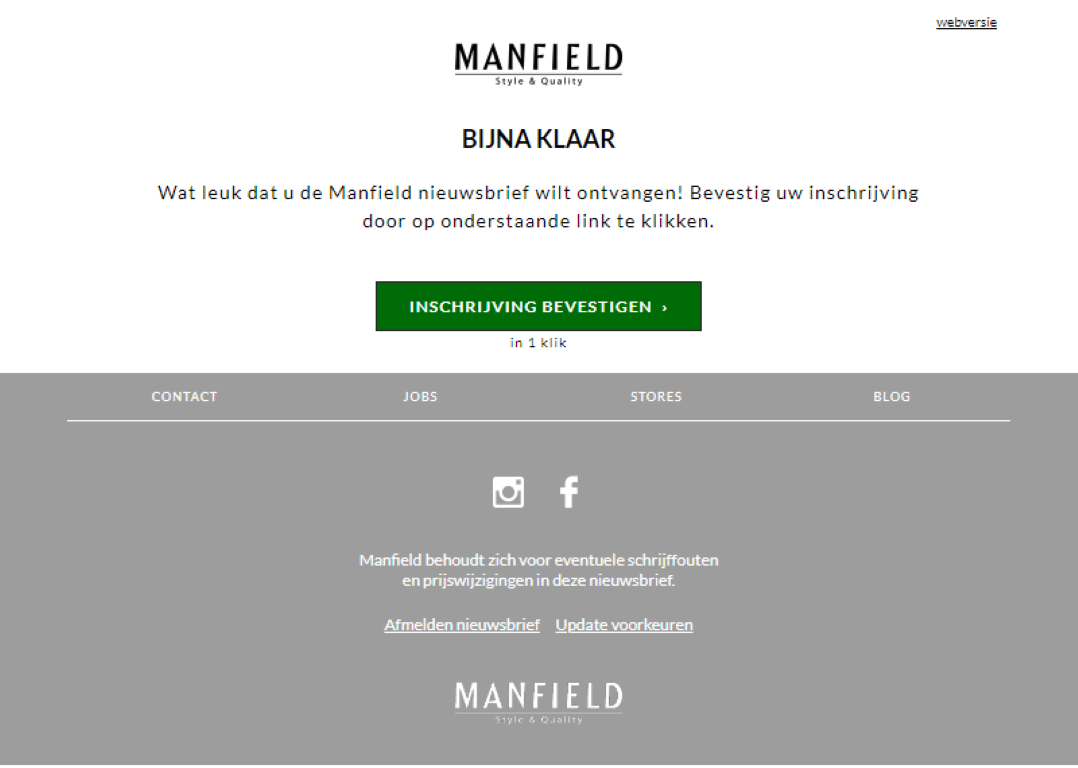 webversie
MANFIELD
Style & Quality
BIJNA KLAAR
Wat leuk dat u de Manfield nieuwsbrief wilt ontvangen! Bevestig uw inschrijving
door op onderstaande link te klikken.
INSCHRIJVING BEVESTIGEN ›
in 1 klik
CONTACT JOBS STORES BLOG
Manfield behoudt zich voor eventuele schrijffouten
en prijswijzigingen in deze nieuwsbrief.
Afmelden nieuwsbrief Update voorkeuren
MANFIELD
Style & Quality